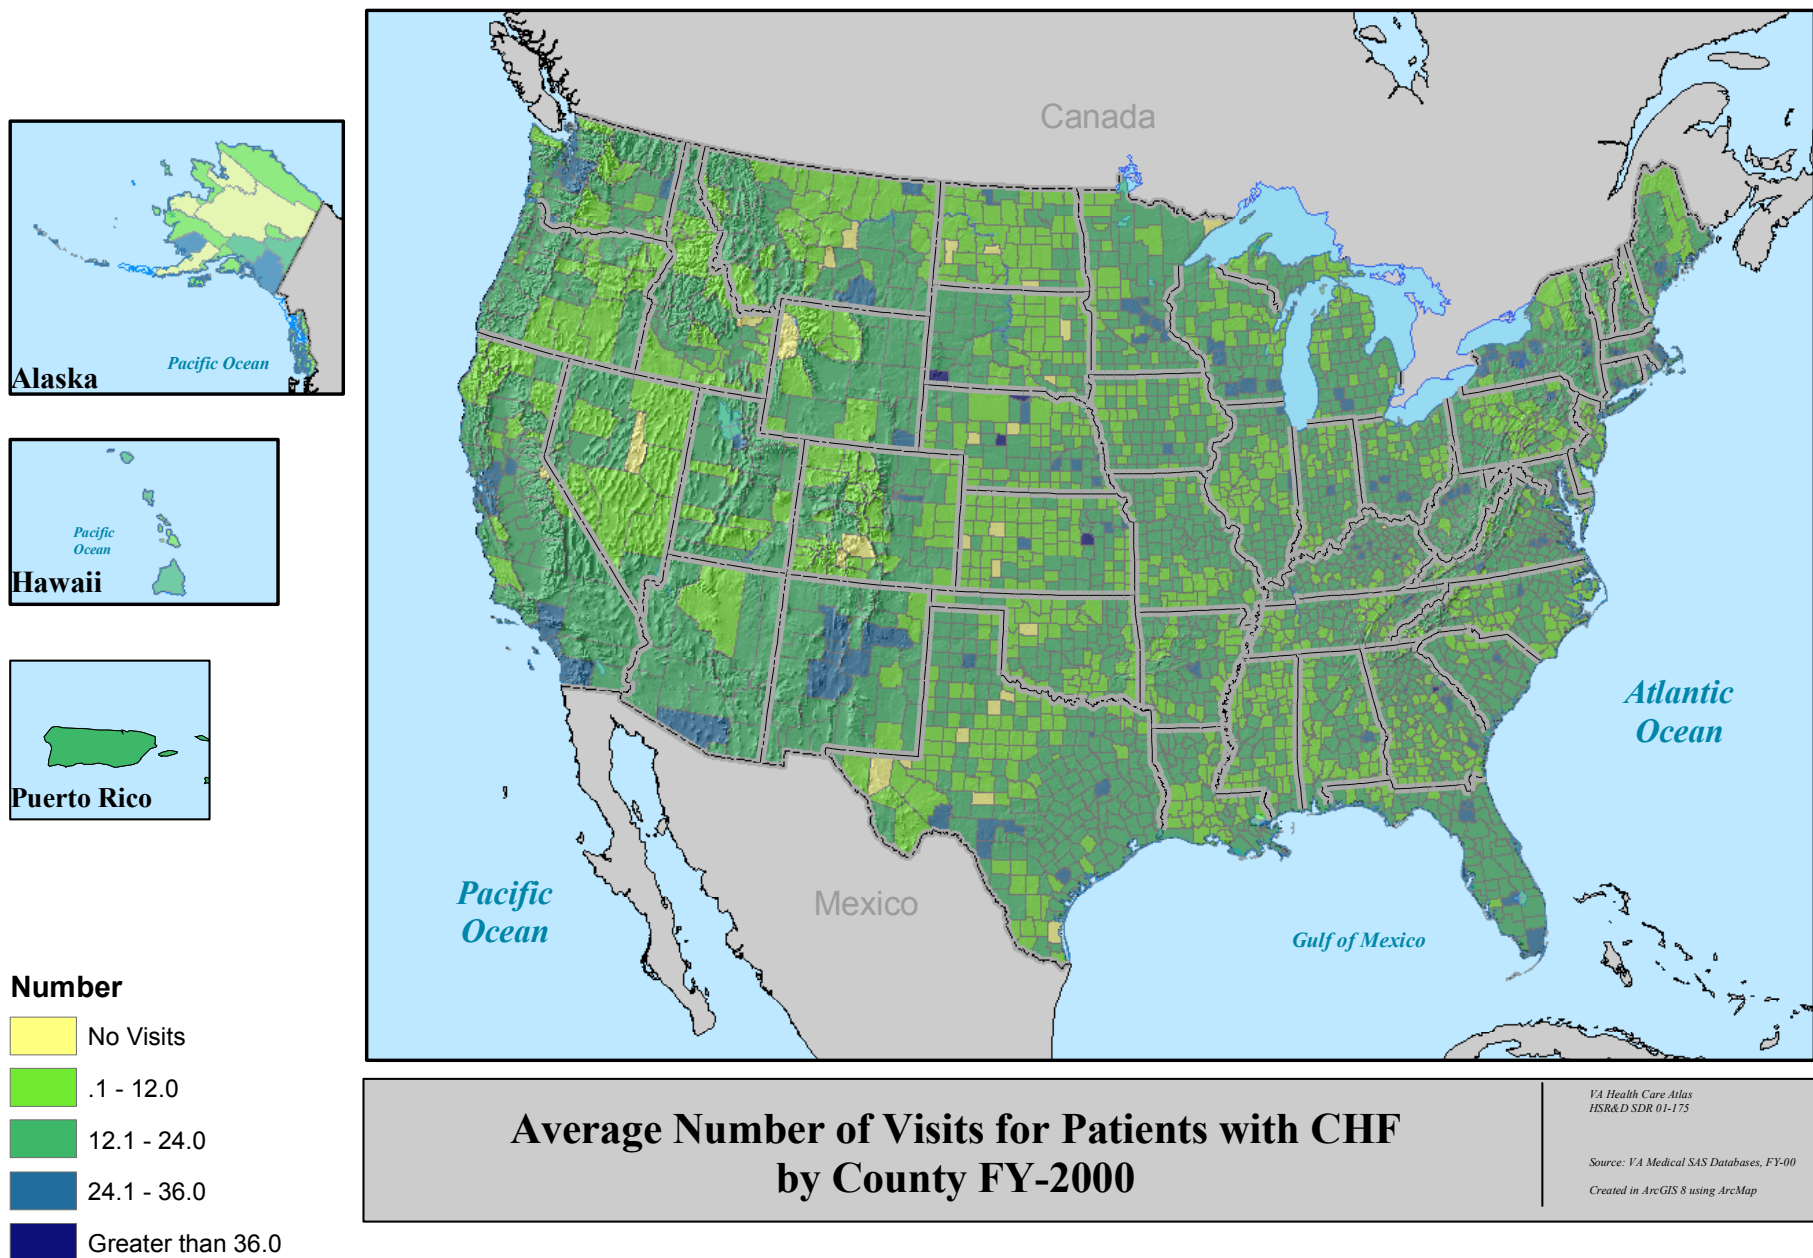 Canada
Pacific Ocean
Alaska
Pacific
Ocean
Hawaii
Puerto Rico
Atlantic
Ocean
Pacific
Ocean
Mexico
Gulf of Mexico
Number
No Visits
.1 - 12.0
12.1 - 24.0
24.1 - 36.0
Greater than 36.0
Average Number of Visits for Patients with CHF
by County FY-2000
VA Health Care Atlas
HSR&D SDR 01-175
Source: VA Medical SAS Databases, FY-00
Created in ArcGIS 8 using ArcMap